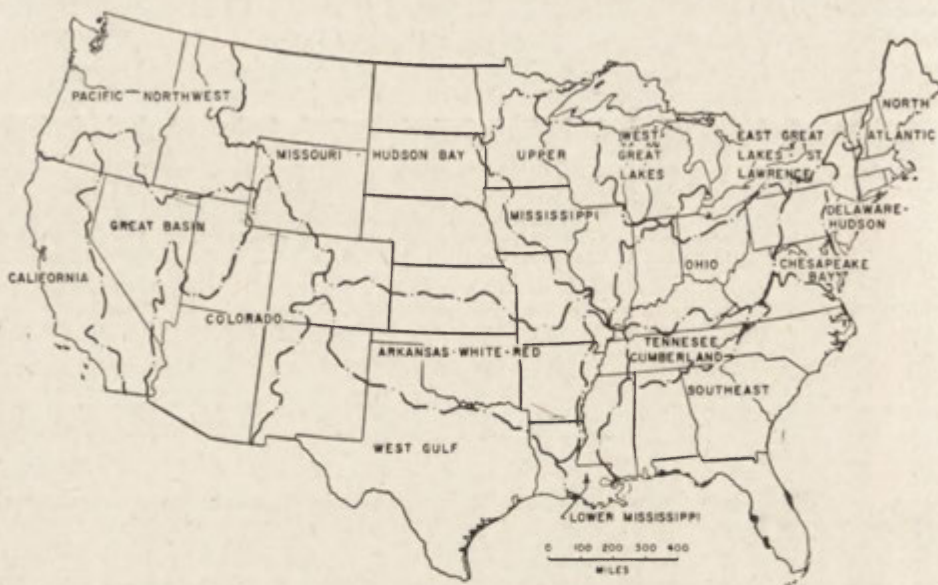 PACIFIC NORTHWEST
MISSOURI
HUDSON BAY
UPPER
MISSISSIPPI
WEST
GREAT
LAKES
EAST GREAT
LAKES ST.
LAWRENCE
NORTH
ATLANTIC
GREAT BASIN
CALIFORNIA
DELAWARE-
HUDSON
OHIO
CHESAPEAKE
BAY
COLORADO
ARKANSAS-WHITE-RED
TENNESEE
CUMBERLAND
SOUTHEAST
WEST GULF
LOWER MISSISSIPPI
0 100 200 300 400
MILES